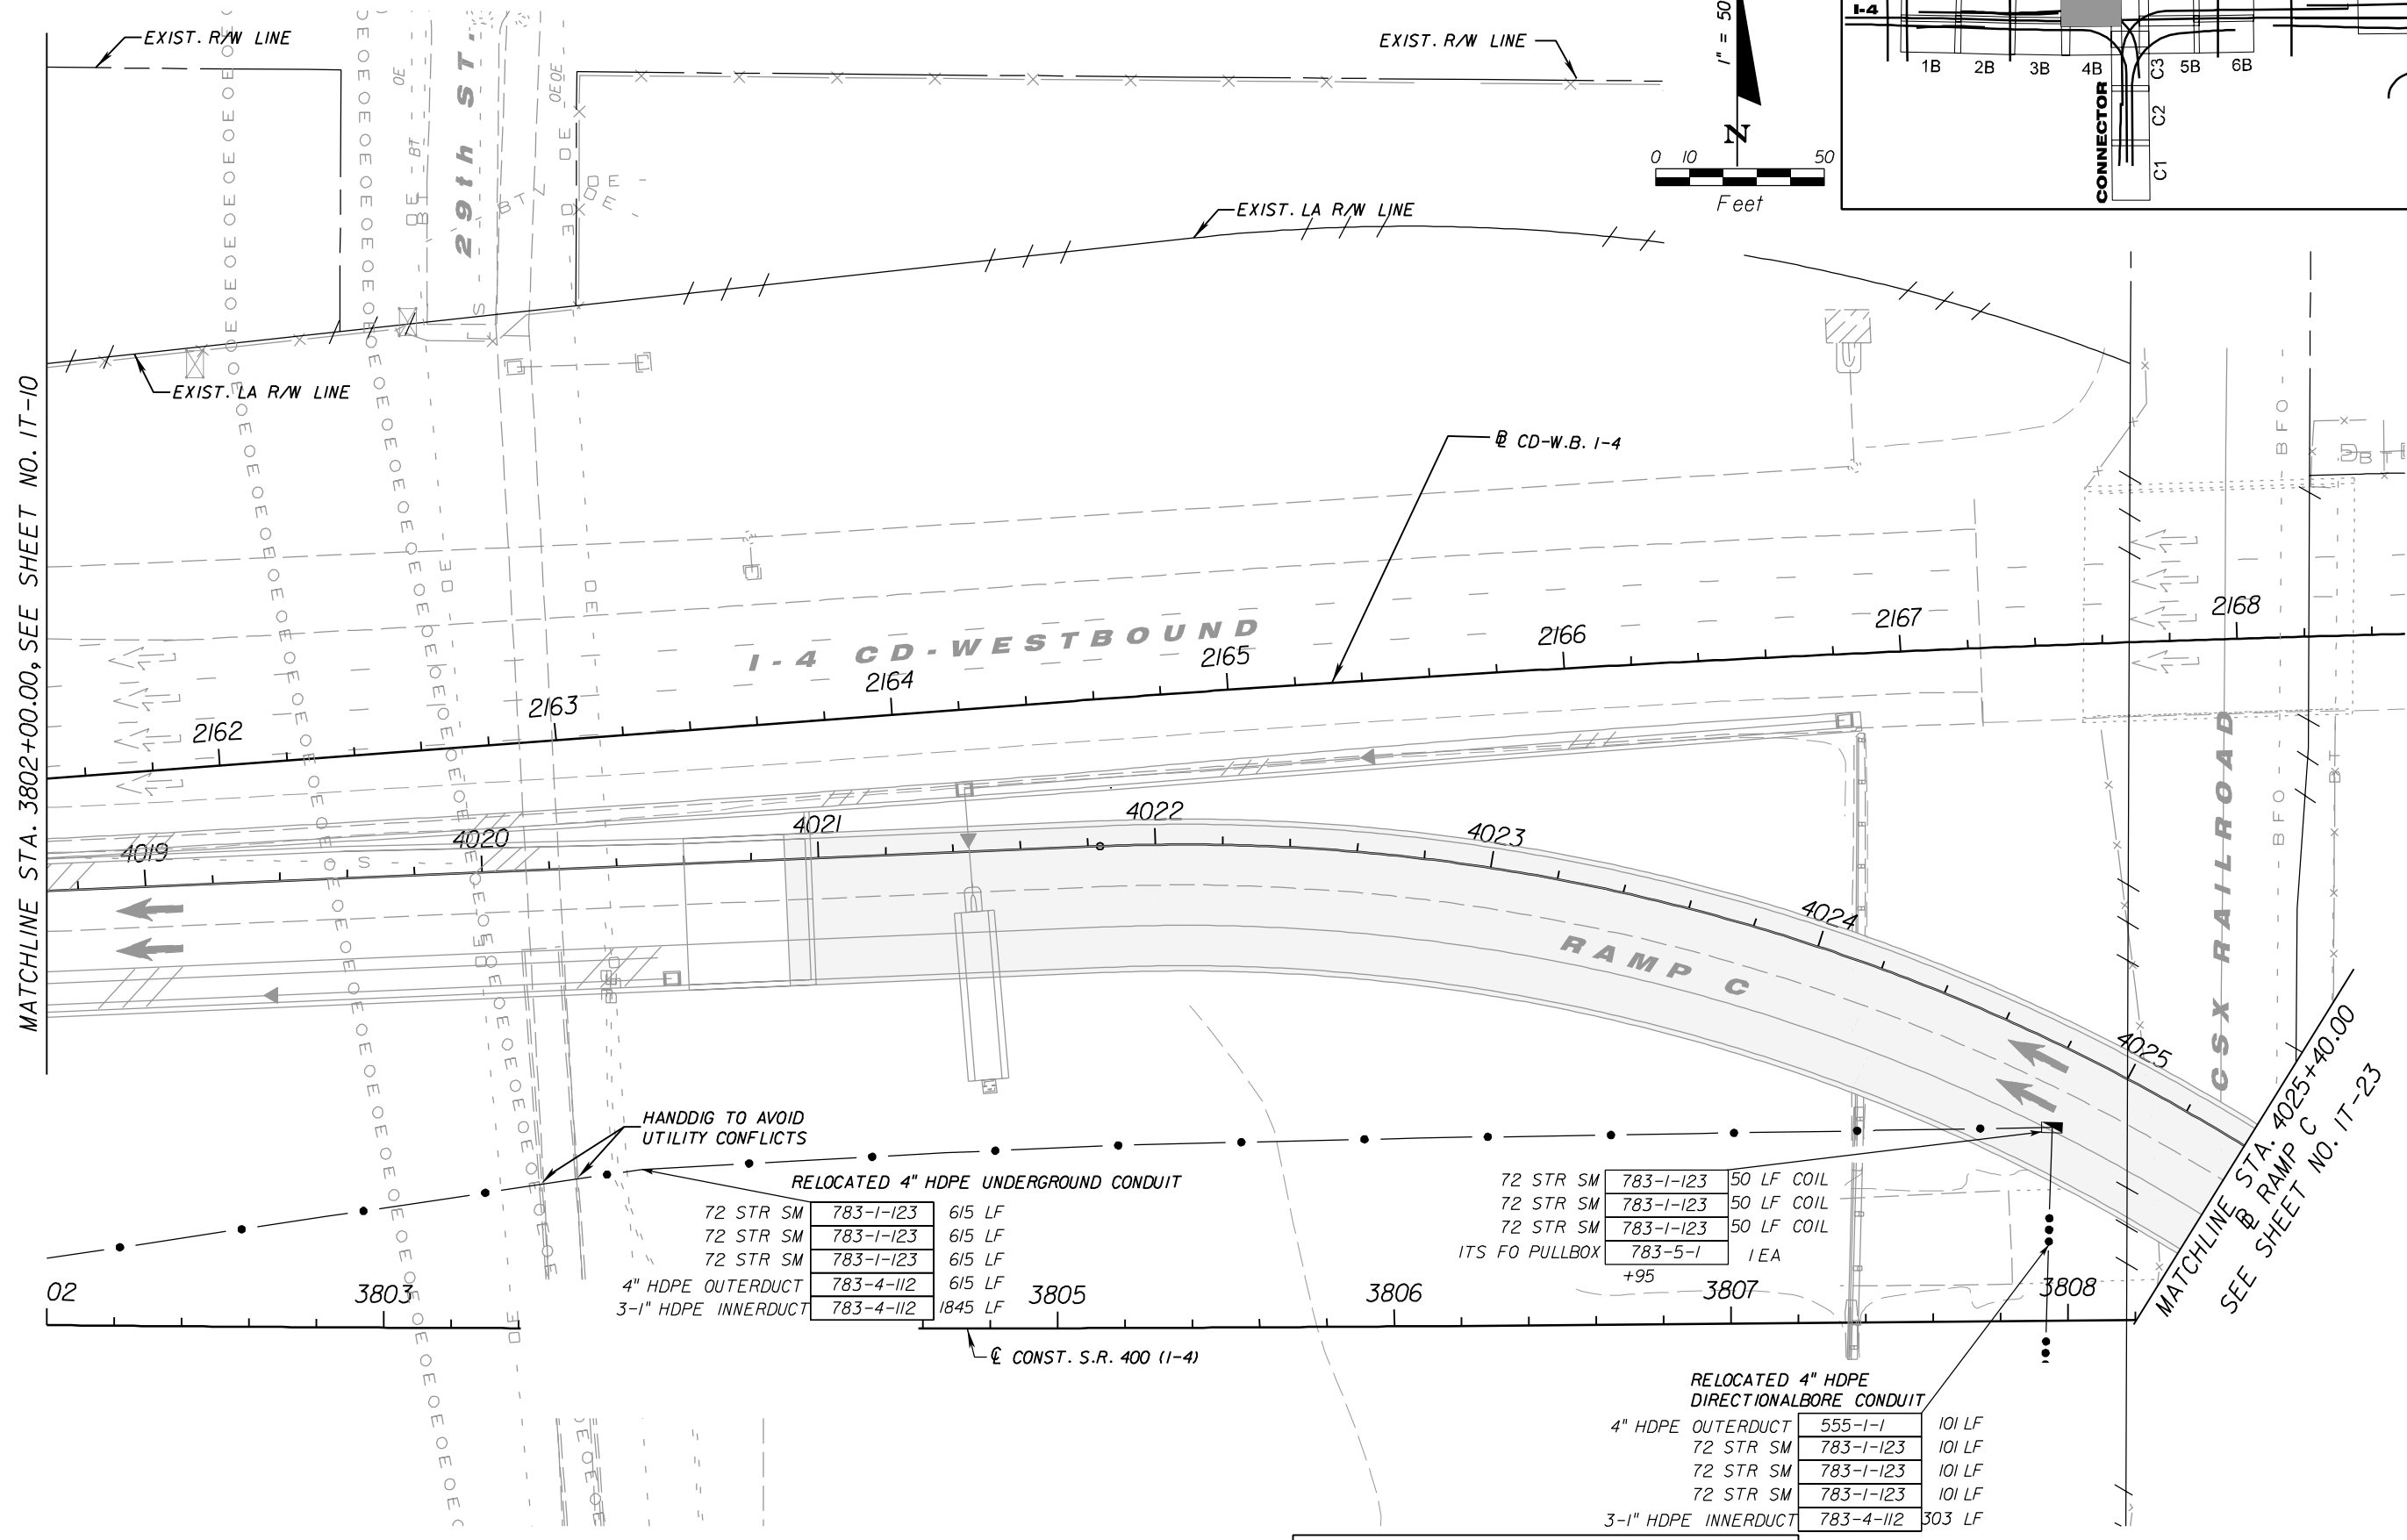 EXIST. R/W LINE
29th ST.
OE
BT
OEOE
EXIST. R/W LINE
1" = 50
N
0 10 50
Feet
I-4
1B 2B 3B 4B C3 5B 6B
C2
C1
CONNECTOR
EXIST. LA R/W LINE
EXIST. LA R/W LINE
MATCHLINE STA. 3802+00.00, SEE SHEET NO. IT-10
B CD-W.B. I-4
BFO
I-4 CD-WESTBOUND
2162 2163 2164 2165 2166 2167 2168
4019 4020 4021 4022 4023 4024 4025
RAMP C
CSX RAILROAD
BFO
BT
MATCHLINE STA. 4025+40.00
B RAMP C
SEE SHEET NO. IT-23
HANDDIG TO AVOID
UTILITY CONFLICTS
RELOCATED 4" HDPE UNDERGROUND CONDUIT
72 STR SM 783-1-123 615 LF
72 STR SM 783-1-123 615 LF
72 STR SM 783-1-123 615 LF
4" HDPE OUTERDUCT 783-4-112 615 LF
3-1" HDPE INNERDUCT 783-4-112 1845 LF
72 STR SM 783-1-123 50 LF COIL
72 STR SM 783-1-123 50 LF COIL
72 STR SM 783-1-123 50 LF COIL
ITS FO PULLBOX 783-5-1 1 EA
+95
02 3803 3805 3806 3807 3808
℄ CONST. S.R. 400 (I-4)
RELOCATED 4" HDPE
DIRECTIONALBORE CONDUIT
4" HDPE OUTERDUCT 555-1-1 101 LF
72 STR SM 783-1-123 101 LF
72 STR SM 783-1-123 101 LF
72 STR SM 783-1-123 101 LF
3-1" HDPE INNERDUCT 783-4-112 303 LF